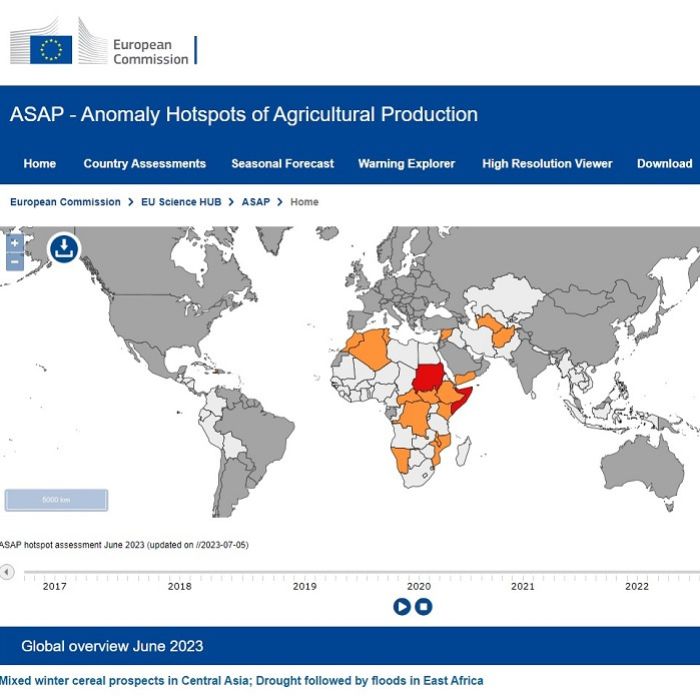 European
Commission
ASAP - Anomaly Hotspots of Agricultural Production
Home Country Assessments Seasonal Forecast Warning Explorer High Resolution Viewer Download
European Commission > EU Science HUB > ASAP > Home
+
−
5000 km
ASAP hotspot assessment June 2023 (updated on //2023-07-05)
2017 2018 2019 2020 2021 2022
Global overview June 2023
Mixed winter cereal prospects in Central Asia; Drought followed by floods in East Africa